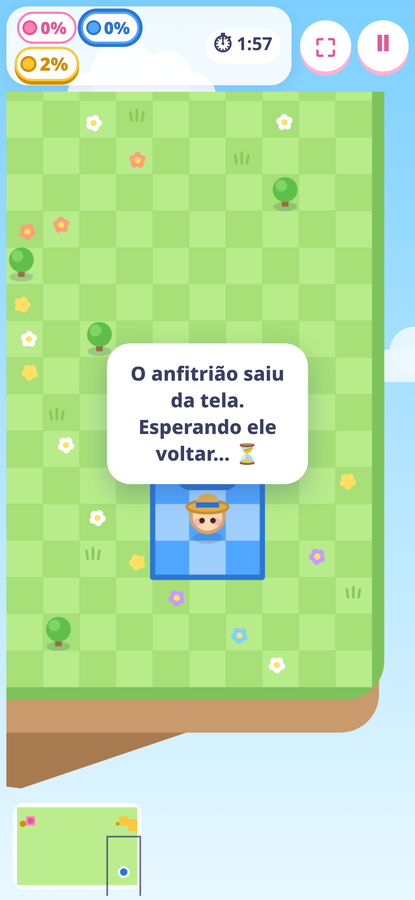 0% 0%
2%
1:57
O anfitrião saiu
da tela.
Esperando ele
voltar... ⏳